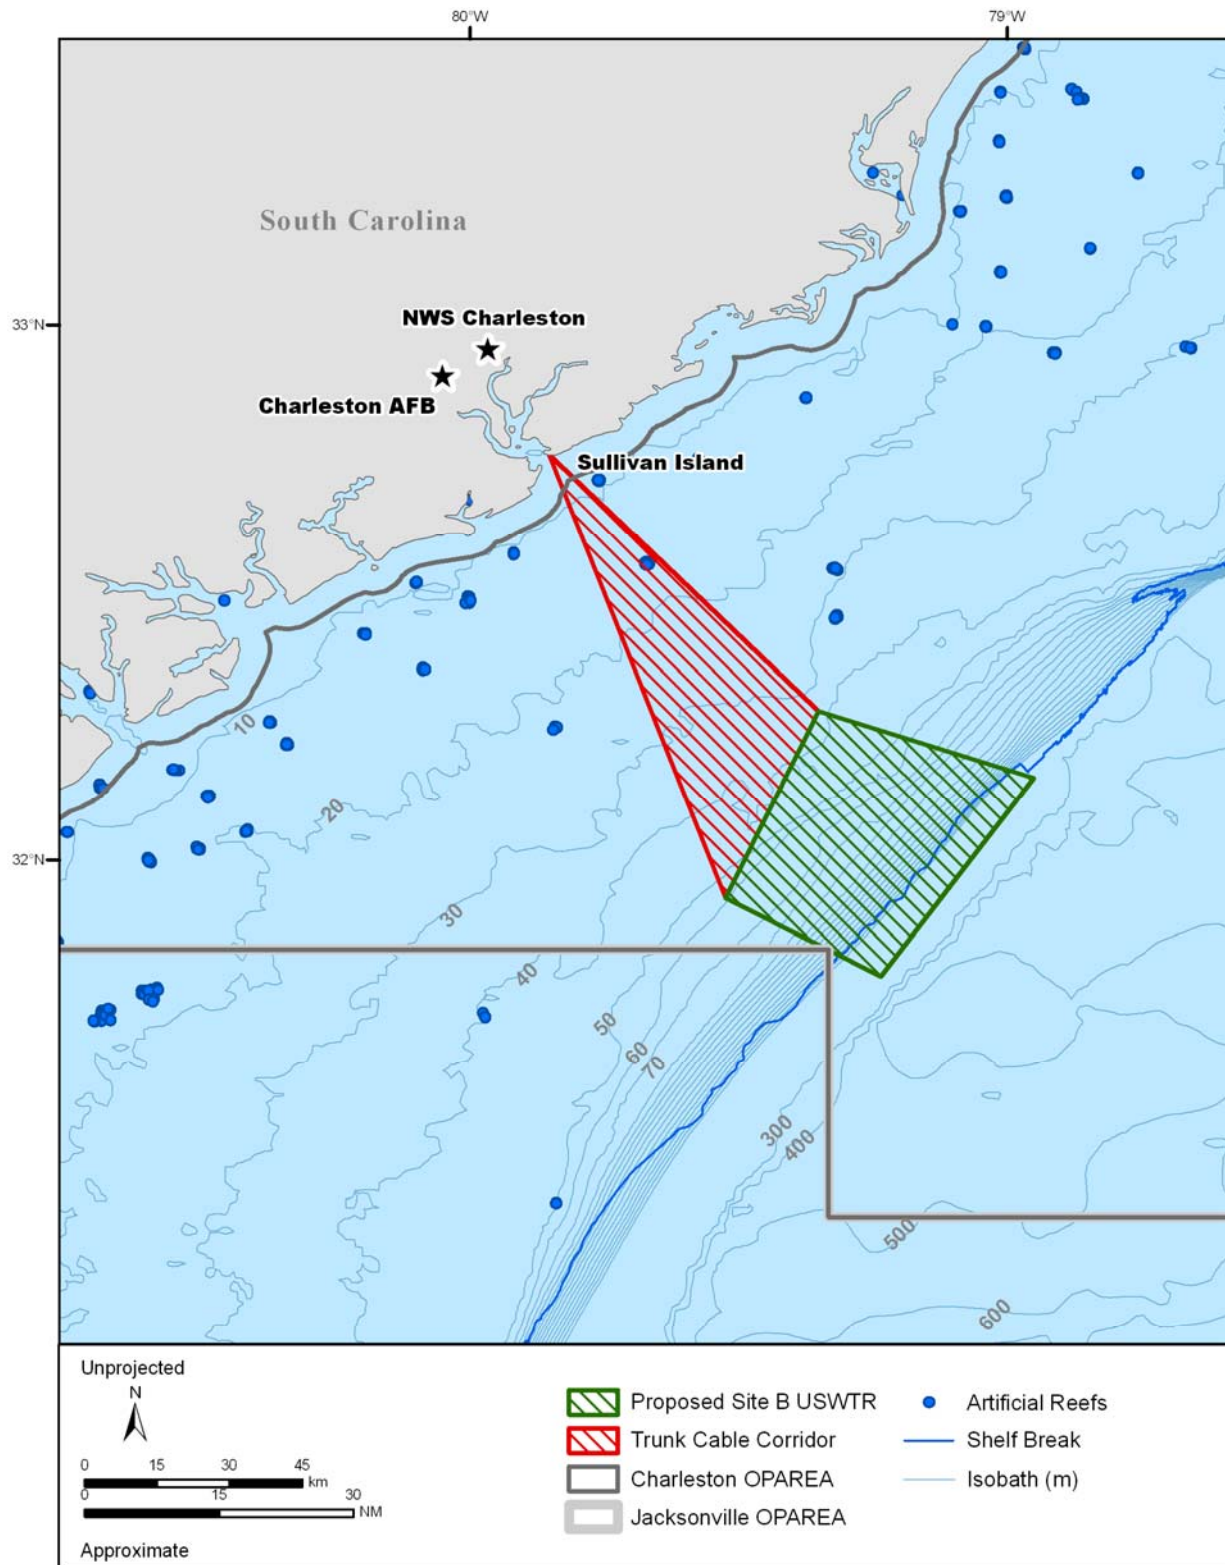 80°W
79°W
South Carolina
33°N
NWS Charleston
Charleston AFB
Sullivan Island
10
20
32°N
30
40
50
60
70
300
400
500
600
Unprojected
N
0 15 30 45
km
0 15 30
NM
Approximate
Proposed Site B USWTR
Trunk Cable Corridor
Charleston OPAREA
Jacksonville OPAREA
Artificial Reefs
Shelf Break
Isobath (m)